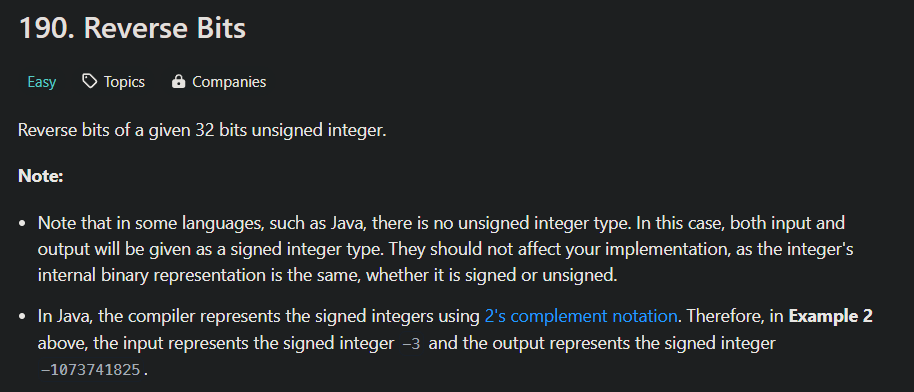 190. Reverse Bits
Easy Topics Companies
Reverse bits of a given 32 bits unsigned integer.
Note:
• Note that in some languages, such as Java, there is no unsigned integer type. In this case, both input and
output will be given as a signed integer type. They should not affect your implementation, as the integer's
internal binary representation is the same, whether it is signed or unsigned.
• In Java, the compiler represents the signed integers using 2's complement notation. Therefore, in Example 2
above, the input represents the signed integer -3 and the output represents the signed integer
-1073741825.